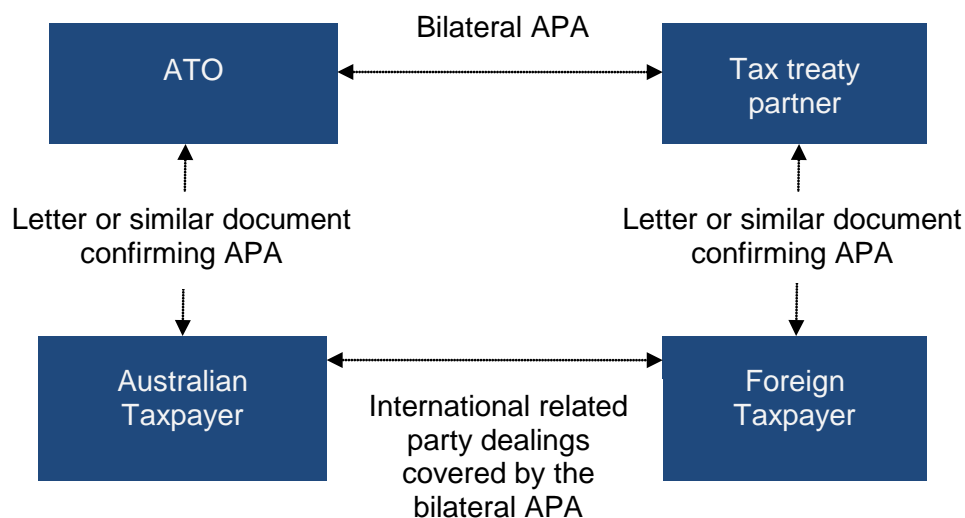 Bilateral APA
ATO
Tax treaty
partner
Letter or similar document
confirming APA
Letter or similar document
confirming APA
Australian
Taxpayer
Foreign
Taxpayer
International related
party dealings
covered by the
bilateral APA